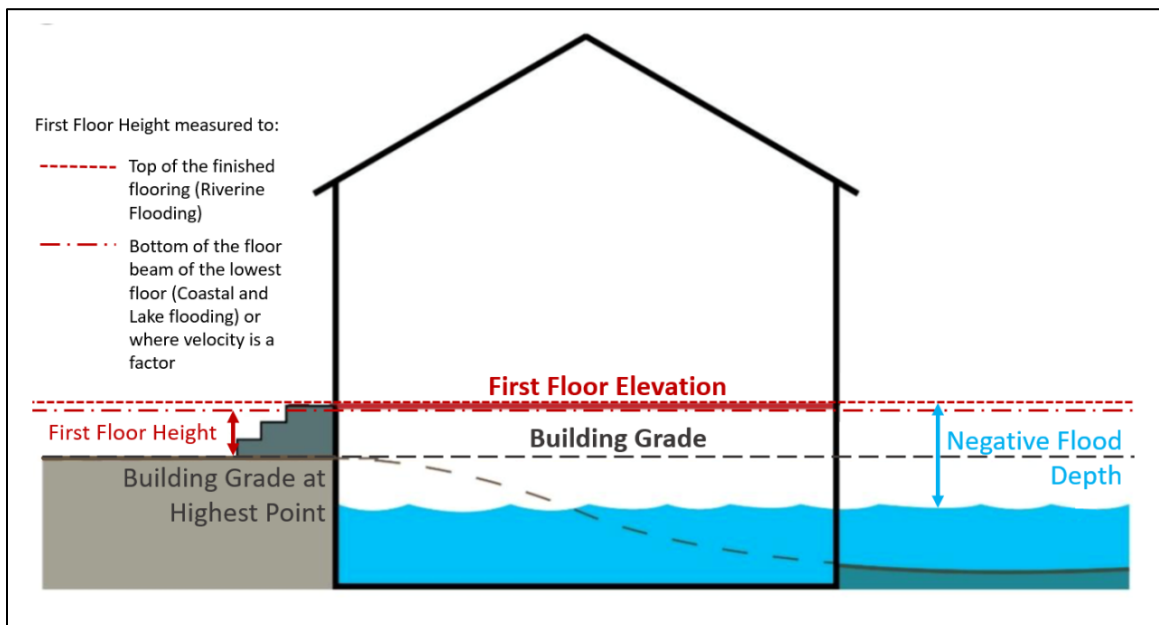 First Floor Height measured to:
Top of the finished
flooring (Riverine
Flooding)
Bottom of the floor
beam of the lowest
floor (Coastal and
Lake flooding) or
where velocity is a
factor
First Floor Elevation
First Floor Height
Building Grade
Negative Flood
Depth
Building Grade at
Highest Point